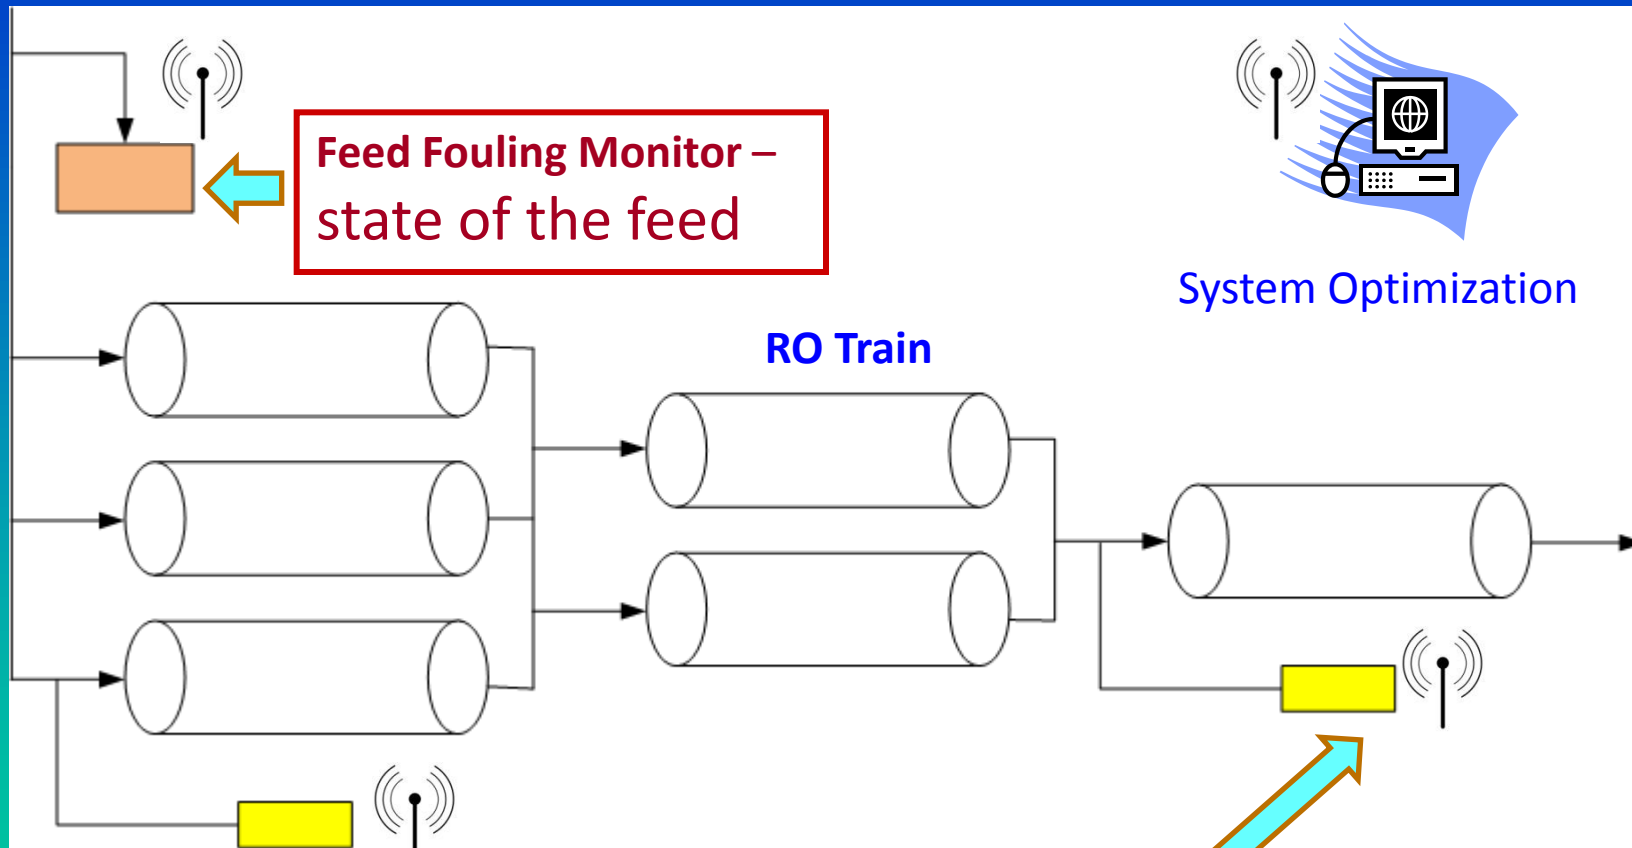 Feed Fouling Monitor –
state of the feed
System Optimization
RO Train